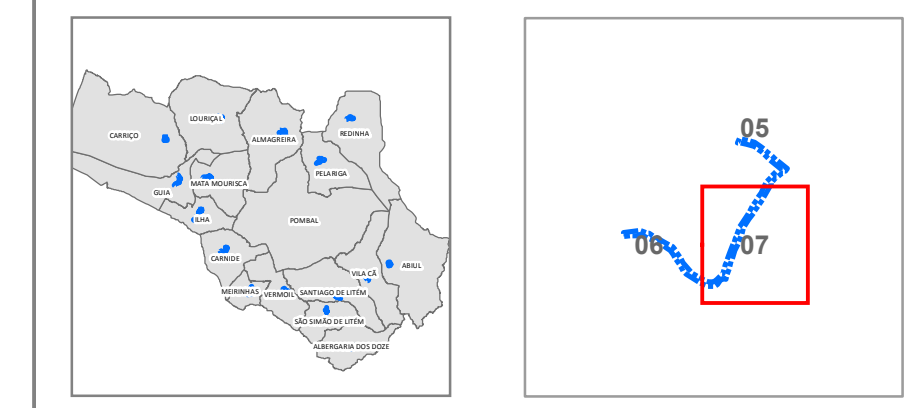 LOURIÇAL
CARRIÇO
ALMAGREIRA
REDINHA
PELARIGA
GUIA
MATA MOURISCA
ILHA
POMBAL
CARNIDE
VILA CÃ
ABIUL
MEIRINHAS
VERMOIL
SANTIAGO DE LITÉM
SÃO SIMÃO DE LITÉM
ALBERGARIA DOS DOZE
05
06
07